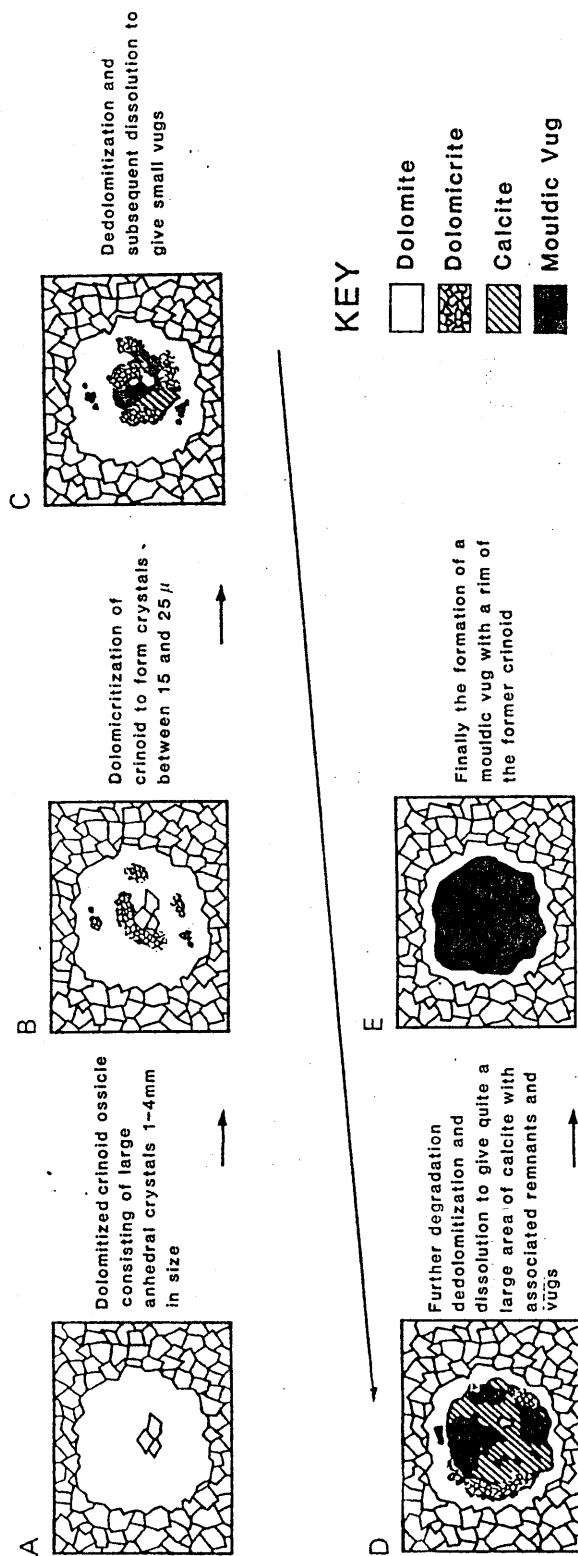 A
Dolomitized crinoid ossicle
consisting of large
anhedral crystals 1-4mm
in size
B
Dolomicritization of
crinoid to form crystals
between 15 and 25 µ
C
Dedolomitization and
subsequent dissolution to
give small vugs
D
Further degradation
dedolomitization and
dissolution to give quite a
large area of calcite with
associated remnants and
vugs
E
Finally the formation of a
mouldic vug with a rim of
the former crinoid
KEY
Dolomite
Dolomicrite
Calcite
Mouldic Vug